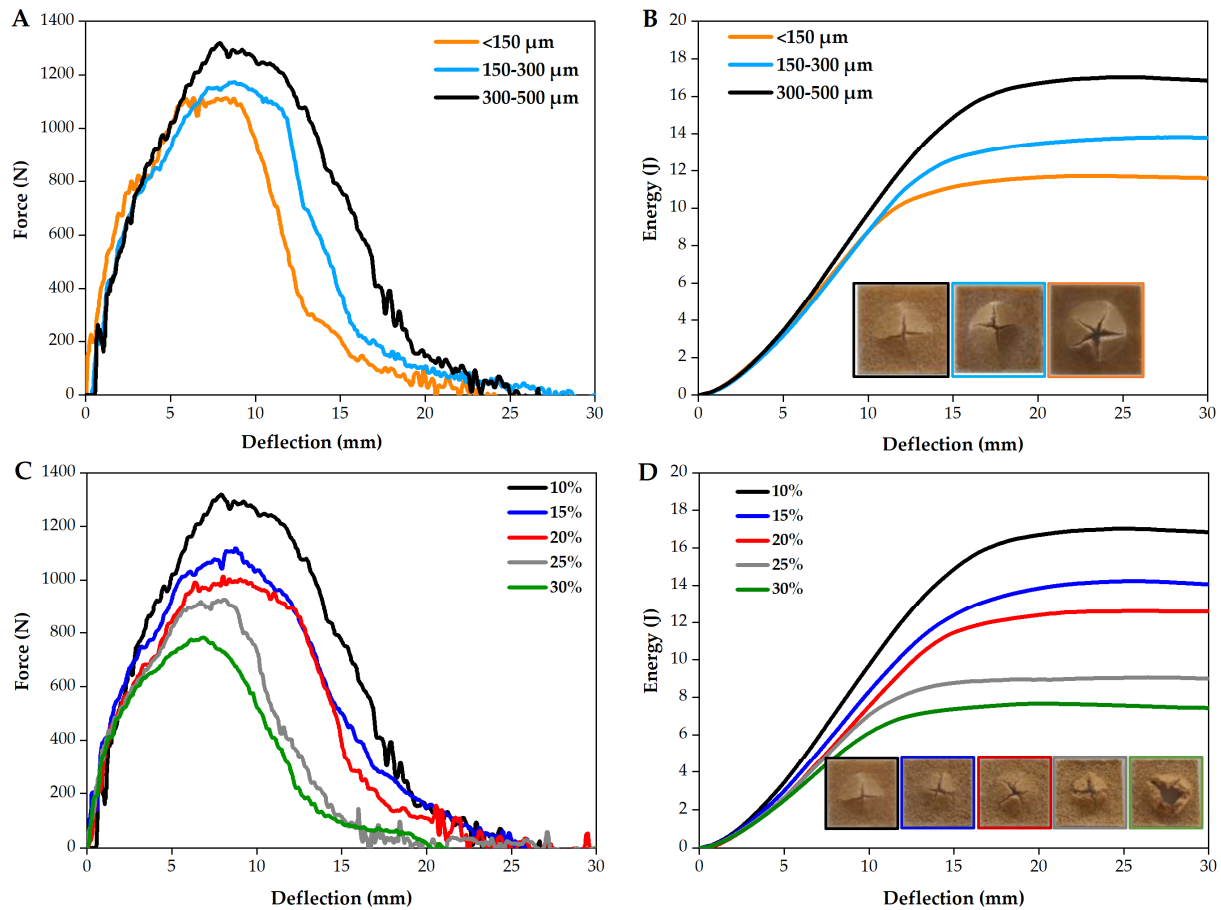 A
1400
1200
1000
800
600
400
200
0
Force (N)
0 5 10 15 20 25 30
Deflection (mm)
<150 μm
150-300 μm
300-500 μm
B
20
18
16
14
12
10
8
6
4
2
0
Energy (J)
0 5 10 15 20 25 30
Deflection (mm)
<150 μm
150-300 μm
300-500 μm
C
1400
1200
1000
800
600
400
200
0
Force (N)
0 5 10 15 20 25 30
Deflection (mm)
10%
15%
20%
25%
30%
D
20
18
16
14
12
10
8
6
4
2
0
Energy (J)
0 5 10 15 20 25 30
Deflection (mm)
10%
15%
20%
25%
30%